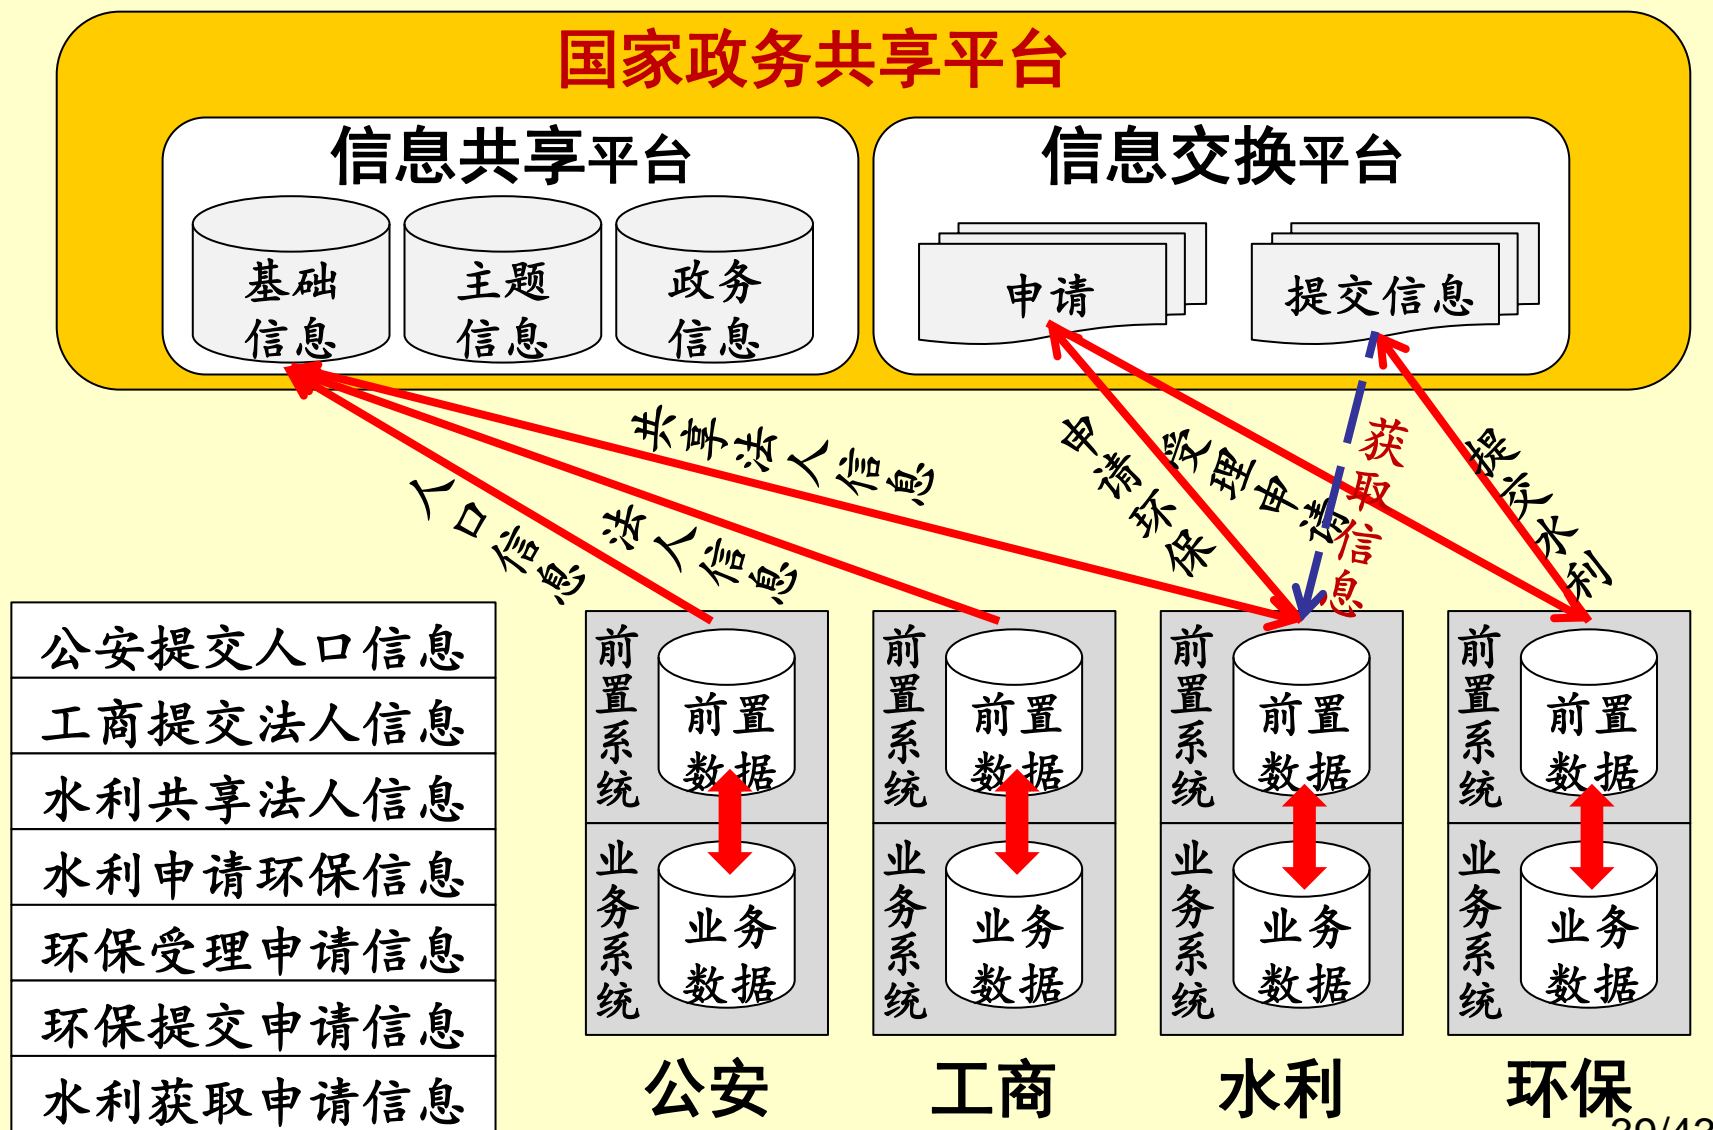 国家政务共享平台
信息共享平台
信息交换平台
基础
信息
主题
信息
政务
信息
申请
提交信息
人口信息
法人信息
共享法人信息
申请环保
受理申请
获取信息
提交水利
公安提交人口信息
工商提交法人信息
水利共享法人信息
水利申请环保信息
环保受理申请信息
环保提交申请信息
水利获取申请信息
前置系统
前置
数据
业务系统
业务
数据
公安
前置系统
前置
数据
业务系统
业务
数据
工商
前置系统
前置
数据
业务系统
业务
数据
水利
前置系统
前置
数据
业务系统
业务
数据
环保